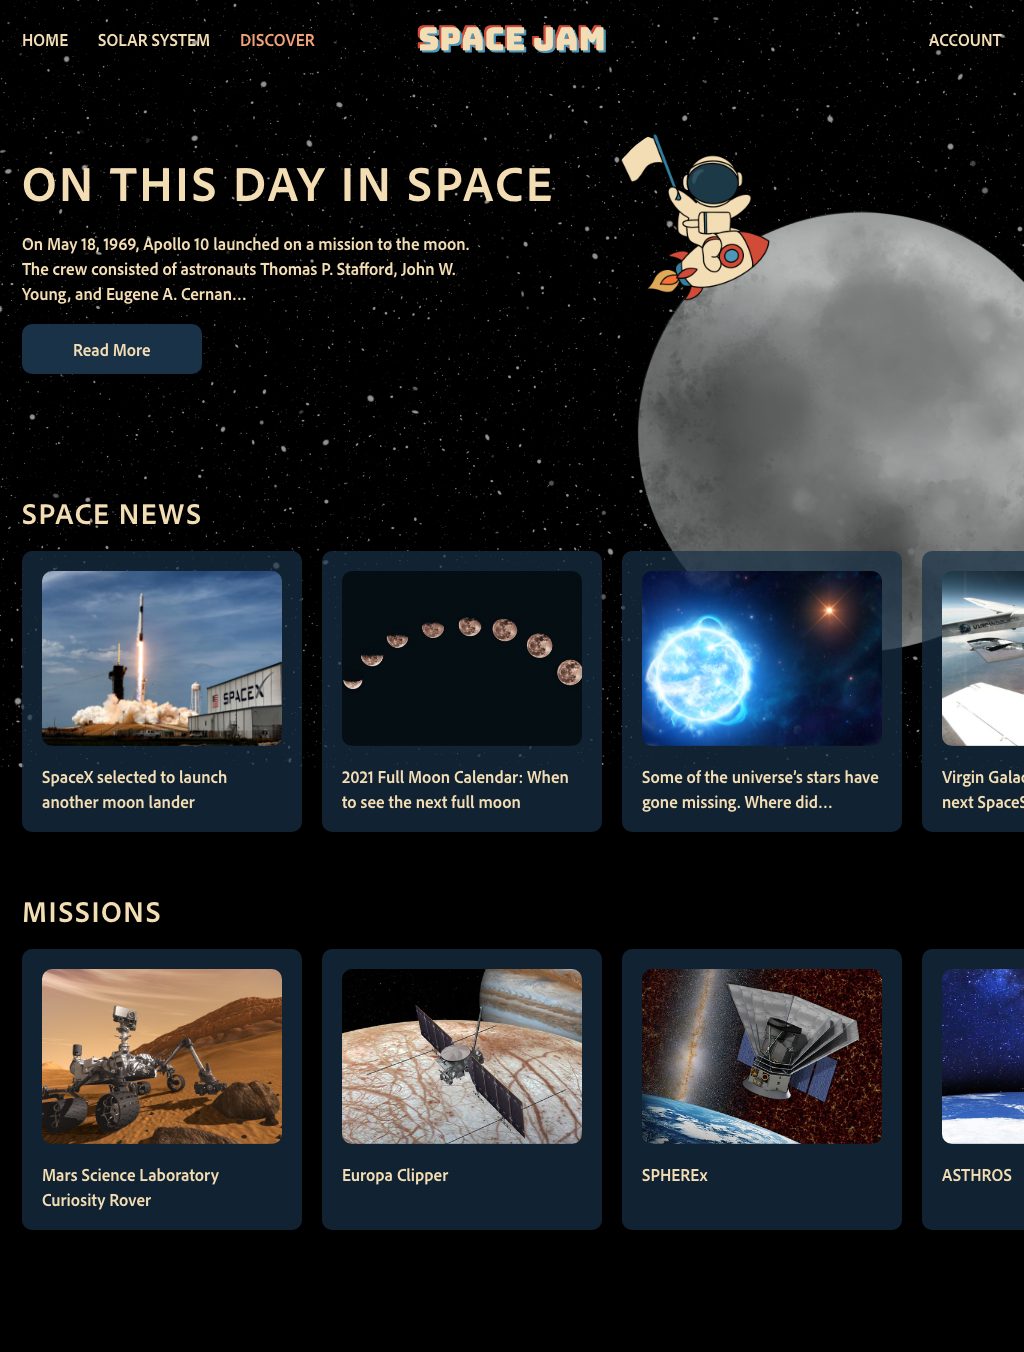 HOME SOLAR SYSTEM DISCOVER SPACE JAM ACCOUNT
ON THIS DAY IN SPACE
On May 18, 1969, Apollo 10 launched on a mission to the moon.
The crew consisted of astronauts Thomas P. Stafford, John W.
Young, and Eugene A. Cernan...
Read More
SPACE NEWS
SPACEX
SpaceX selected to launch
another moon lander
2021 Full Moon Calendar: When
to see the next full moon
Some of the universe's stars have
gone missing. Where did...
Virgin Galac
next SpaceS
MISSIONS
Mars Science Laboratory
Curiosity Rover
Europa Clipper
SPHEREx
ASTHROS